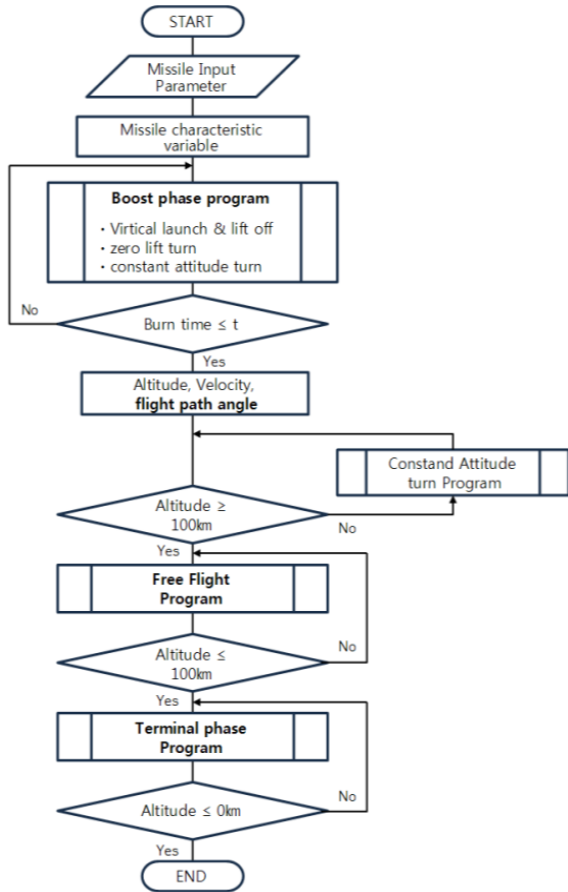 START
Missile Input
Parameter
Missile characteristic
variable
Boost phase program
· Virtical launch & lift off
· zero lift turn
· constant attitude turn
No
Burn time ≤ t
Yes
Altitude, Velocity,
flight path angle
Constand Attitude
turn Program
Altitude ≥
100km
No
Yes
Free Flight
Program
No
Altitude ≤
100km
Yes
Terminal phase
Program
No
Altitude ≤ 0km
Yes
END